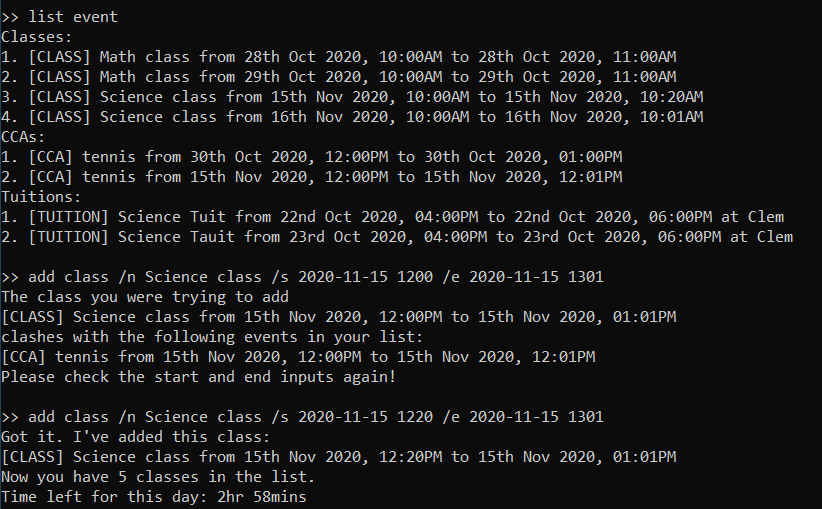 >> list event
Classes:
1. [CLASS] Math class from 28th Oct 2020, 10:00AM to 28th Oct 2020, 11:00AM
2. [CLASS] Math class from 29th Oct 2020, 10:00AM to 29th Oct 2020, 11:00AM
3. [CLASS] Science class from 15th Nov 2020, 10:00AM to 15th Nov 2020, 10:20AM
4. [CLASS] Science class from 16th Nov 2020, 10:00AM to 16th Nov 2020, 10:01AM
CCAs:
1. [CCA] tennis from 30th Oct 2020, 12:00PM to 30th Oct 2020, 01:00PM
2. [CCA] tennis from 15th Nov 2020, 12:00PM to 15th Nov 2020, 12:01PM
Tuitions:
1. [TUITION] Science Tuit from 22nd Oct 2020, 04:00PM to 22nd Oct 2020, 06:00PM at Clem
2. [TUITION] Science Tauit from 23rd Oct 2020, 04:00PM to 23rd Oct 2020, 06:00PM at Clem
>> add class /n Science class /s 2020-11-15 1200 /e 2020-11-15 1301
The class you were trying to add
[CLASS] Science class from 15th Nov 2020, 12:00PM to 15th Nov 2020, 01:01PM
clashes with the following events in your list:
[CCA] tennis from 15th Nov 2020, 12:00PM to 15th Nov 2020, 12:01PM
Please check the start and end inputs again!
>> add class /n Science class /s 2020-11-15 1220 /e 2020-11-15 1301
Got it. I've added this class:
[CLASS] Science class from 15th Nov 2020, 12:20PM to 15th Nov 2020, 01:01PM
Now you have 5 classes in the list.
Time left for this day: 2hr 58mins